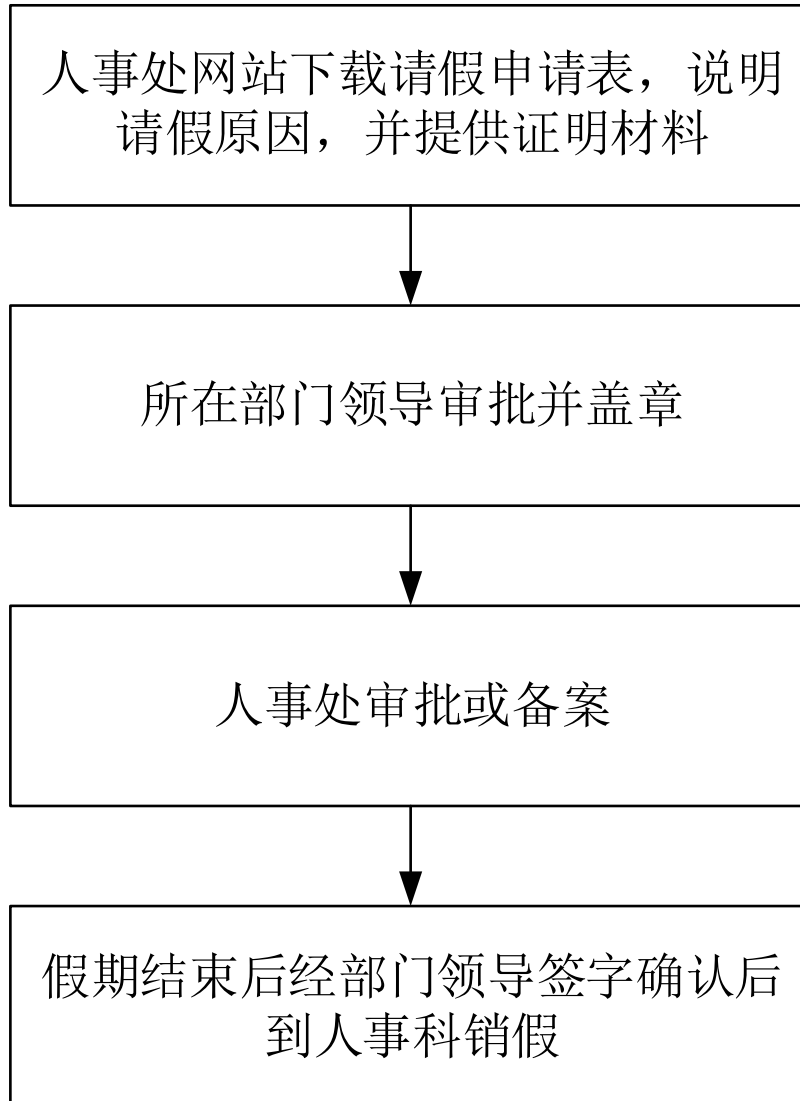 人事处网站下载请假申请表，说明
请假原因，并提供证明材料
所在部门领导审批并盖章
人事处审批或备案
假期结束后经部门领导签字确认后
到人事科销假